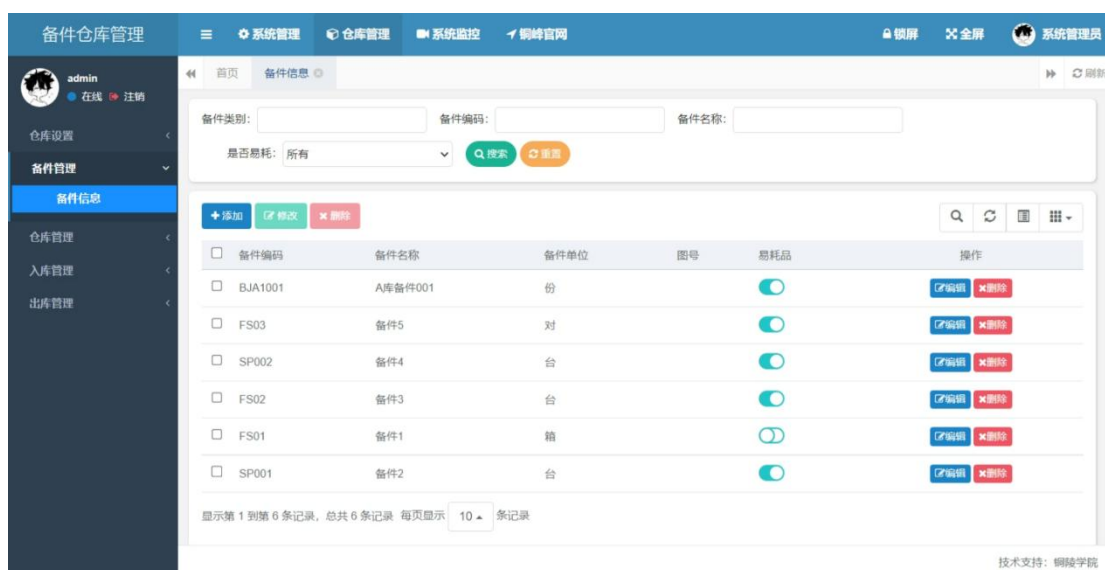 备件仓库管理 系统管理 仓库管理 系统监控 铜峰官网 锁屏 全屏 系统管理员
admin
在线 注销
首页 备件信息 刷新
仓库设置
备件管理
备件信息
仓库管理
入库管理
出库管理
备件类别: 备件编码: 备件名称:
是否易耗: 所有 搜索 重置
添加 修改 删除
备件编码 备件名称 备件单位 图号 易耗品 操作
BJA1001 A库备件001 份 编辑 删除
FS03 备件5 对 编辑 删除
SP002 备件4 台 编辑 删除
FS02 备件3 台 编辑 删除
FS01 备件1 箱 编辑 删除
SP001 备件2 台 编辑 删除
显示第 1 到第 6 条记录, 总共 6 条记录 每页显示 10 条记录
技术支持: 铜陵学院